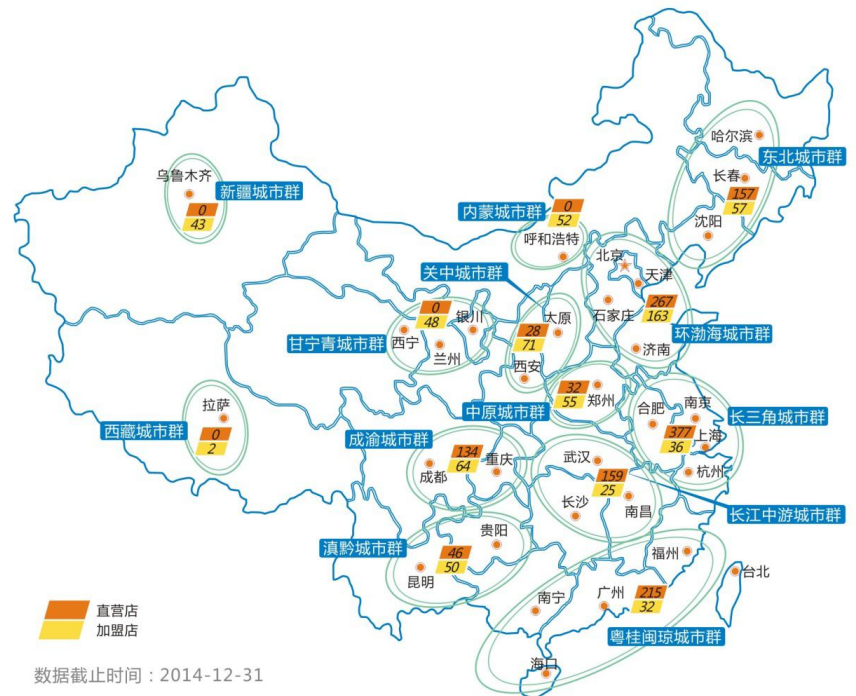 哈尔滨
东北城市群
长春
157
57
沈阳
乌鲁木齐
新疆城市群
0
43
内蒙城市群
0
52
呼和浩特
北京
天津
石家庄
267
163
环渤海城市群
济南
关中城市群
太原
28
71
西安
甘宁青城市群
0
48
银川
西宁
兰州
中原城市群
32
55
郑州
西藏城市群
拉萨
0
2
成渝城市群
134
64
重庆
成都
武汉
159
25
长沙
南昌
长江中游城市群
合肥
南京
长三角城市群
377
36
上海
杭州
滇黔城市群
贵阳
46
50
昆明
福州
台北
南宁
广州
215
32
粤桂闽琼城市群
海口
直营店
加盟店
数据截止时间：2014-12-31